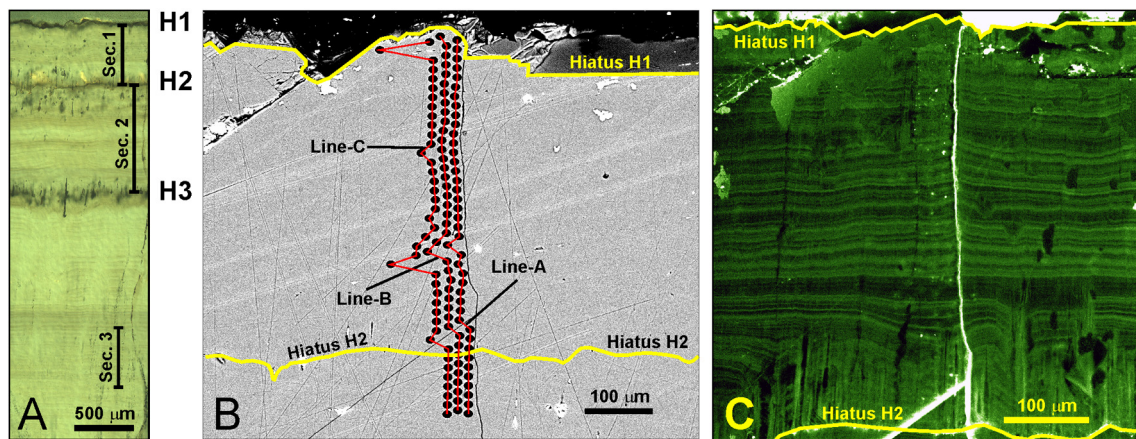 H1
Sec.1
H2
Sec. 2
H3
Sec. 3
A
500 μm
Hiatus H1
Line-C
Line-A
Line-B
Hiatus H2
Hiatus H2
B
100 μm
Hiatus H1
C
Hiatus H2
100 μm